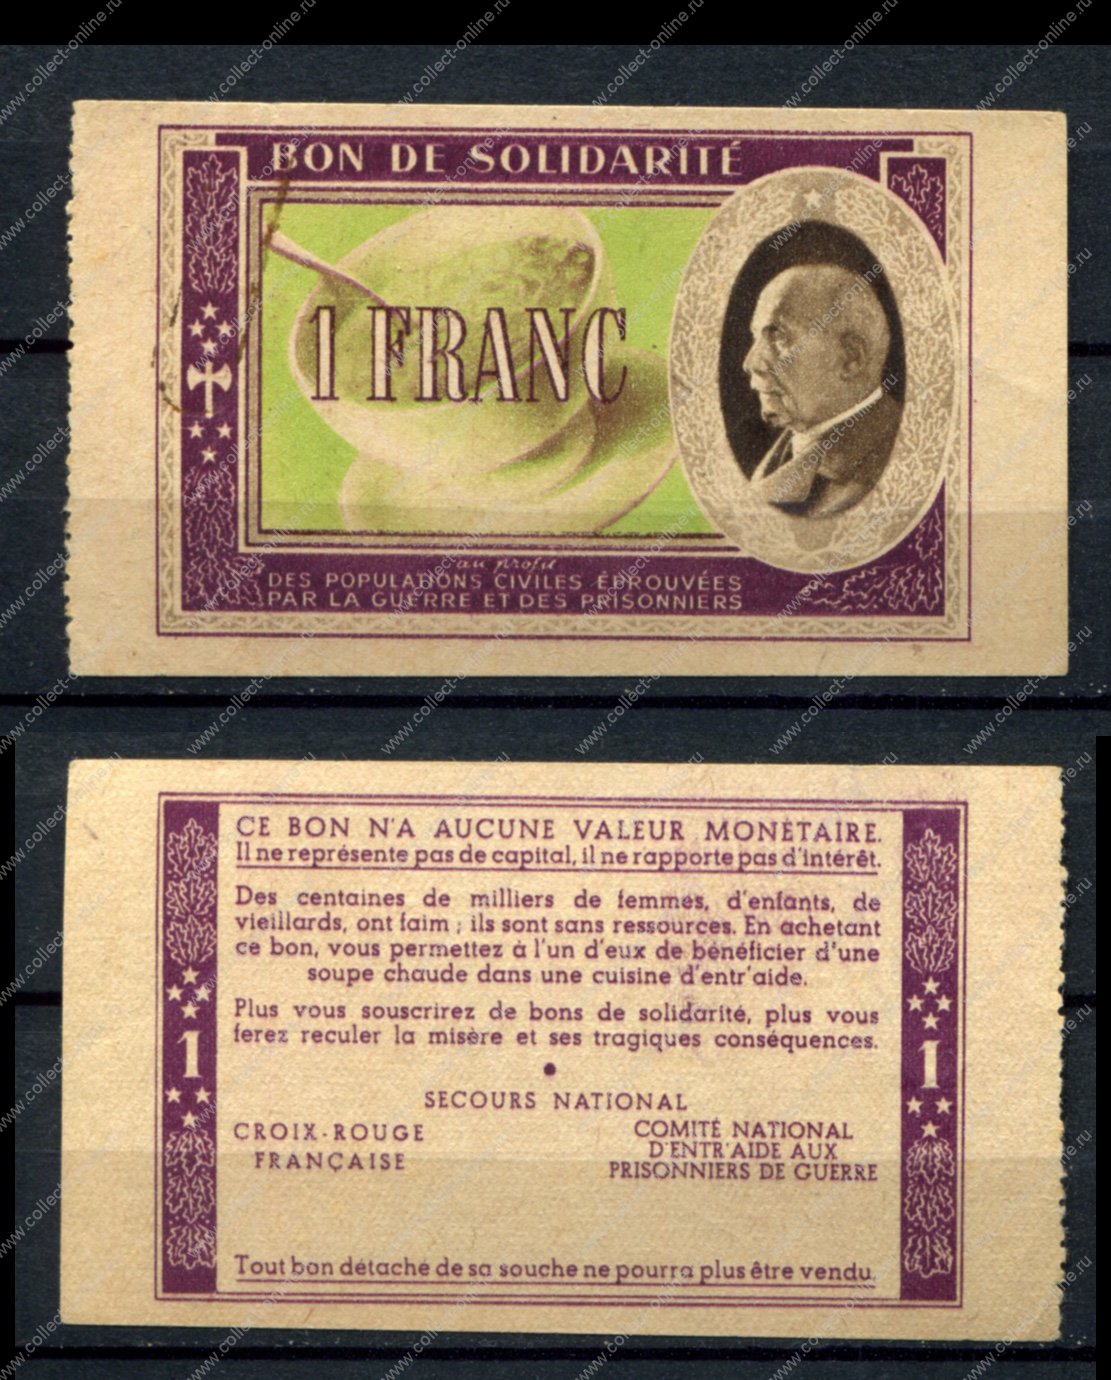 BON DE SOLIDARITÉ
1 FRANC
au profit
DES POPULATIONS CIVILES ÉPROUVÉES
PAR LA GUERRE ET DES PRISONNIERS
CE BON N'A AUCUNE VALEUR MONÉTAIRE.
Il ne représente pas de capital, il ne rapporte pas d'intérêt.
Des centaines de milliers de femmes, d'enfants, de
vieillards, ont faim ; ils sont sans ressources. En achetant
ce bon, vous permettez à l'un d'eux de bénéficier d'une
soupe chaude dans une cuisine d'entr'aide.
Plus vous souscrirez de bons de solidarité, plus vous
ferez reculer la misère et ses tragiques conséquences.
1
1
SECOURS NATIONAL
CROIX-ROUGE
FRANÇAISE
COMITÉ NATIONAL
D'ENTR'AIDE AUX
PRISONNIERS DE GUERRE
Tout bon détaché de sa souche ne pourra plus être vendu.
www.collect-online.ru